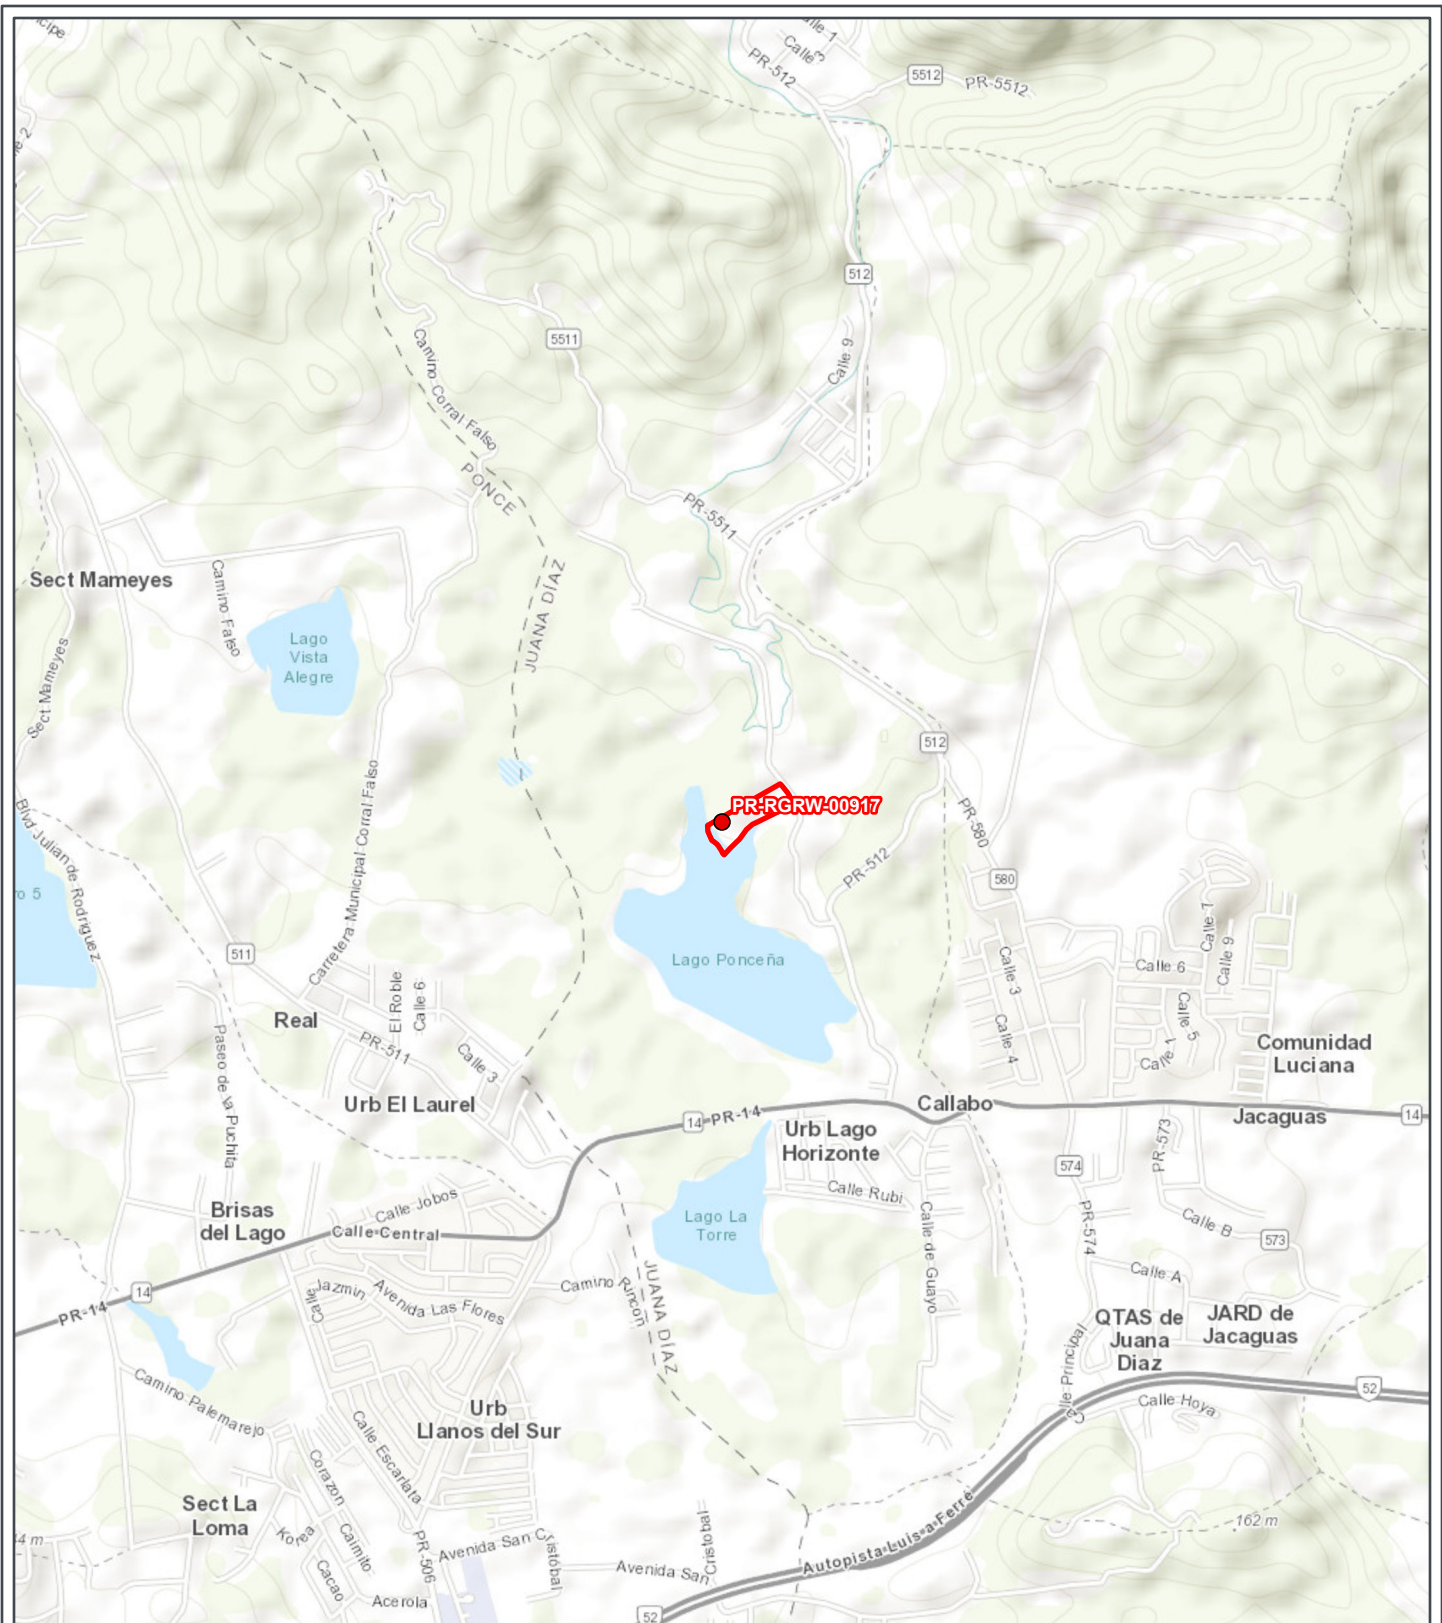 Calle 1
Calle 3
PR-512
5512
PR-5512
512
5511
Calle 9
Camino Corral Falso
PONCE
PR-5511
Sect Mameyes
Camino Falso
JUANA DÍAZ
Lago
Vista
Alegre
Sect Mameyes
512
PR-RGRW-00917
Blvd Julian de Rodriguez
PR-580
PR-512
580
Carretera Municipal Corral Falso
ro 5
511
Calle 7
Calle 9
Calle 6
Calle 3
Lago Ponceña
El Roble
Calle 6
Real
PR-511
Calle 3
Calle 5
Calle 4
Calle 1
Comunidad
Luciana
Paseo de la Puchita
Urb El Laurel
14
PR-14
Callabo
Jacaguas
14
Urb Lago
Horizonte
PR-573
574
Calle Rubi
Calle Jobos
Brisas
del Lago
Calle Central
Lago La
Torre
Calle de Guayo
PR-574
Calle B
573
Calle A
14
PR-14
Calle
Jazmin
Avenida Las Flores
Camino
Rincon
JUANA DÍAZ
QTAS de
Juana
Diaz
JARD de
Jacaguas
Calle Principal
52
Calle Hoya
Camino Palmarejo
Urb
Llanos del Sur
Calle Escarlata
Corazon
Sect La
Loma
Korea
Caimito
Cacao
PR-506
Avenida San Cristóbal
Cristobal
Avenida San
Acerola
Autopista Luis a Ferré
162 m
52